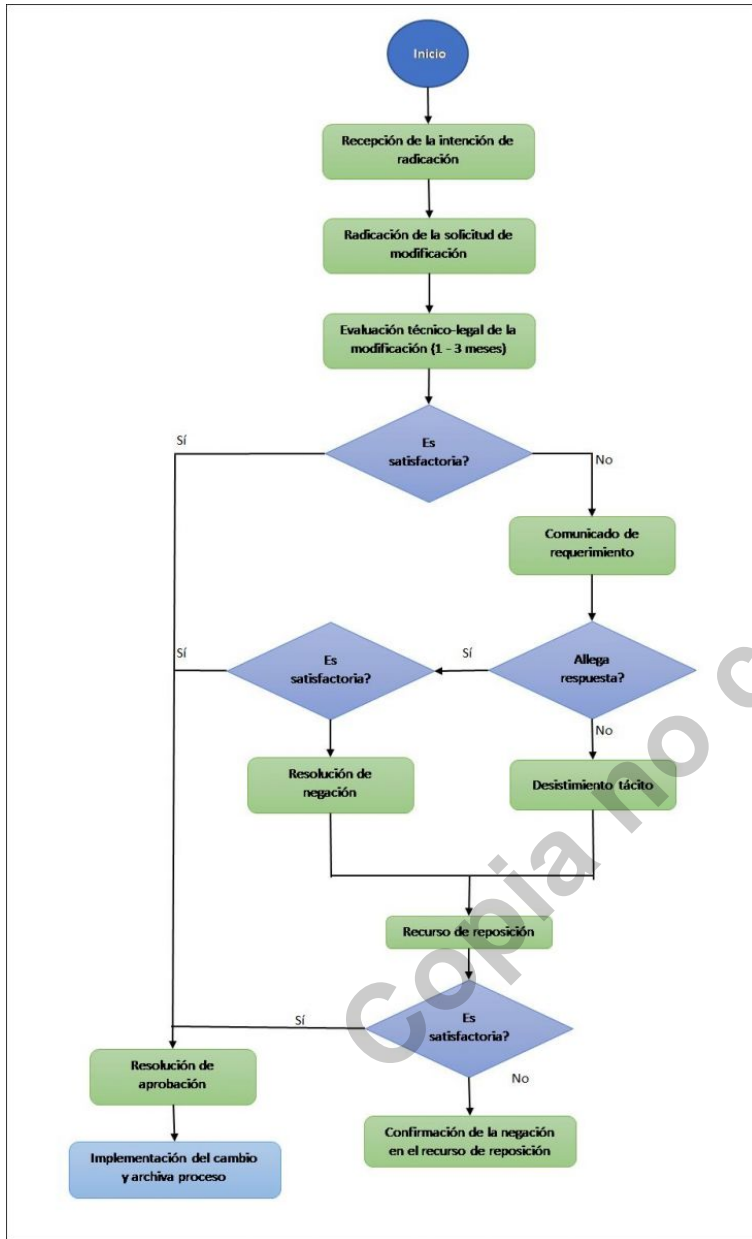 Inicio
Recepción de la intención de
radicación
Radicación de la solicitud de
modificación
Evaluación técnico-legal de la
modificación (1 - 3 meses)
Sí
Es
satisfactoria?
No
Comunicado de
requerimiento
Sí
Es
satisfactoria?
Sí
Allega
respuesta?
No
Resolución de
negación
Desistimiento tácito
Recurso de reposición
Sí
Es
satisfactoria?
No
Resolución de
aprobación
Confirmación de la negación
en el recurso de reposición
Implementación del cambio
y archiva proceso
Copia no c